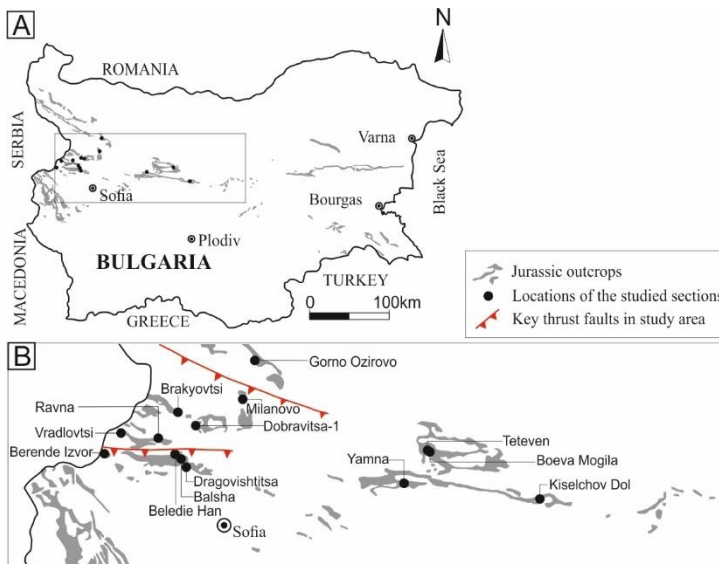 A
N
ROMANIA
SERBIA
Varna
Black Sea
Sofia
Bourgas
Plodiv
MACEDONIA
BULGARIA
TURKEY
0 100km
GREECE
Jurassic outcrops
Locations of the studied sections
Key thrust faults in study area
B
Gorno Ozirovo
Brakyovtsi
Ravna
Milanovo
Vradlovtsi
Dobravitsa-1
Berende Izvor
Teteven
Yamna
Boeva Mogila
Dragovishtitsa
Kiselchov Dol
Balsha
Beledie Han
Sofia